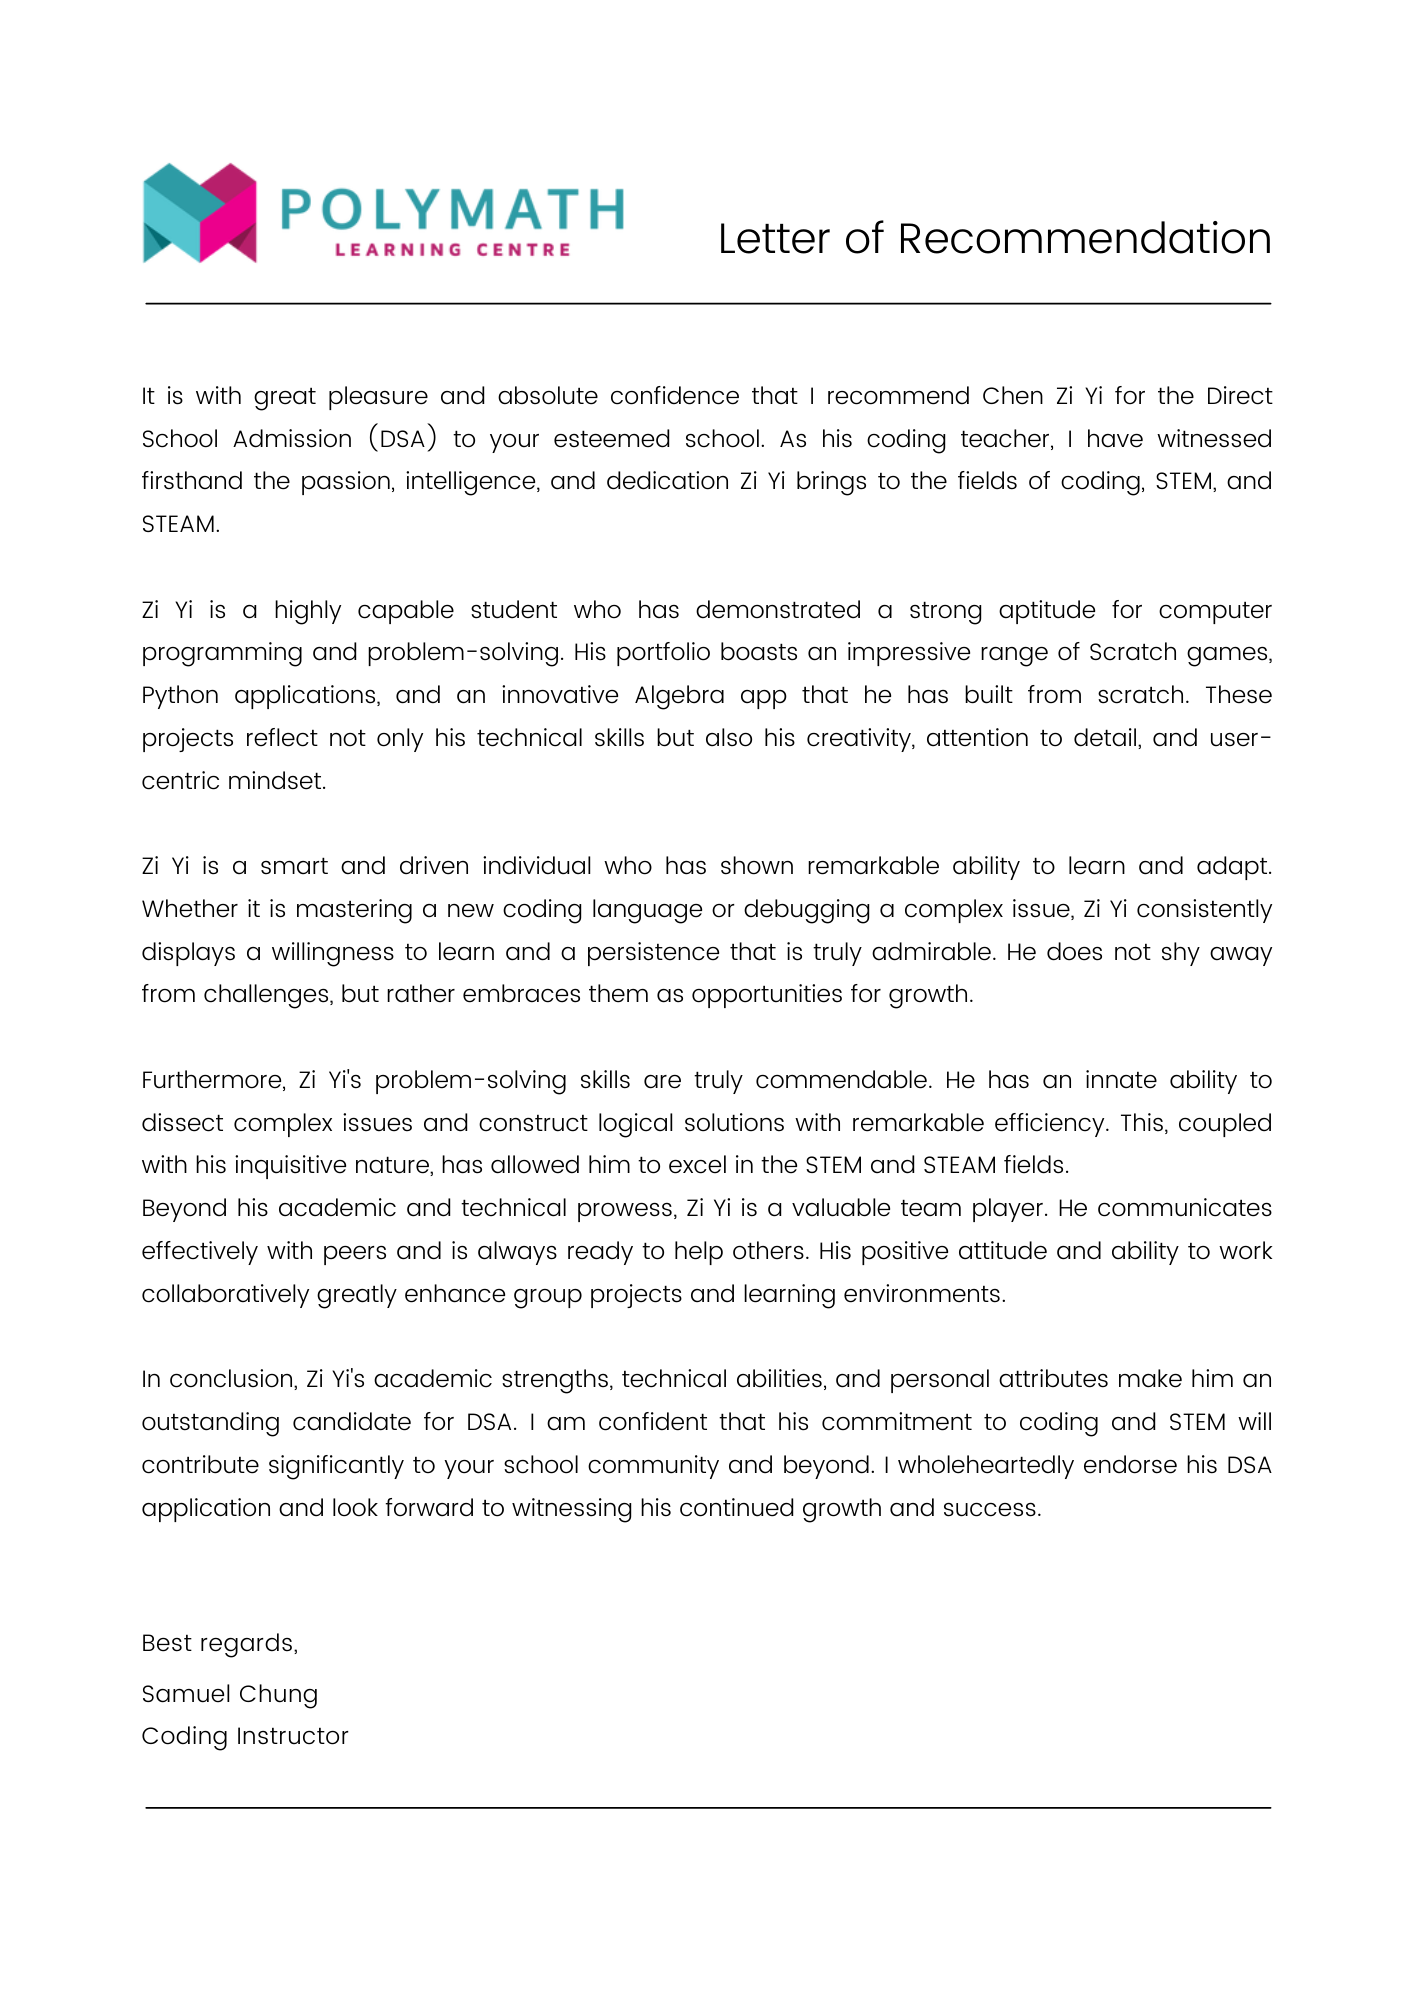 POLYMATH
LEARNING CENTRE
Letter of Recommendation
It is with great pleasure and absolute confidence that I recommend Chen Zi Yi for the Direct
School Admission (DSA) to your esteemed school. As his coding teacher, I have witnessed
firsthand the passion, intelligence, and dedication Zi Yi brings to the fields of coding, STEM, and
STEAM.
Zi Yi is a highly capable student who has demonstrated a strong aptitude for computer
programming and problem-solving. His portfolio boasts an impressive range of Scratch games,
Python applications, and an innovative Algebra app that he has built from scratch. These
projects reflect not only his technical skills but also his creativity, attention to detail, and user-
centric mindset.
Zi Yi is a smart and driven individual who has shown remarkable ability to learn and adapt.
Whether it is mastering a new coding language or debugging a complex issue, Zi Yi consistently
displays a willingness to learn and a persistence that is truly admirable. He does not shy away
from challenges, but rather embraces them as opportunities for growth.
Furthermore, Zi Yi's problem-solving skills are truly commendable. He has an innate ability to
dissect complex issues and construct logical solutions with remarkable efficiency. This, coupled
with his inquisitive nature, has allowed him to excel in the STEM and STEAM fields.
Beyond his academic and technical prowess, Zi Yi is a valuable team player. He communicates
effectively with peers and is always ready to help others. His positive attitude and ability to work
collaboratively greatly enhance group projects and learning environments.
In conclusion, Zi Yi's academic strengths, technical abilities, and personal attributes make him an
outstanding candidate for DSA. I am confident that his commitment to coding and STEM will
contribute significantly to your school community and beyond. I wholeheartedly endorse his DSA
application and look forward to witnessing his continued growth and success.
Best regards,
Samuel Chung
Coding Instructor